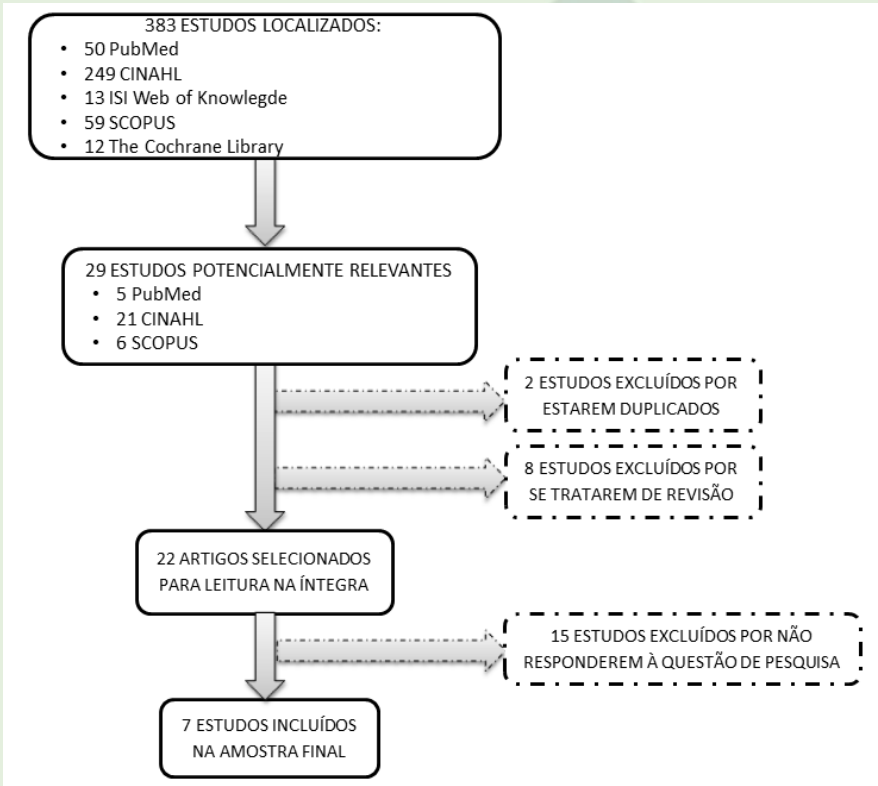 383 ESTUDOS LOCALIZADOS:
• 50 PubMed
• 249 CINAHL
• 13 ISI Web of Knowlegde
• 59 SCOPUS
• 12 The Cochrane Library
29 ESTUDOS POTENCIALMENTE RELEVANTES
• 5 PubMed
• 21 CINAHL
• 6 SCOPUS
2 ESTUDOS EXCLUÍDOS POR
ESTAREM DUPLICADOS
8 ESTUDOS EXCLUÍDOS POR
SE TRATAREM DE REVISÃO
22 ARTIGOS SELECIONADOS
PARA LEITURA NA ÍNTEGRA
15 ESTUDOS EXCLUÍDOS POR NÃO
RESPONDEREM À QUESTÃO DE PESQUISA
7 ESTUDOS INCLUÍDOS
NA AMOSTRA FINAL